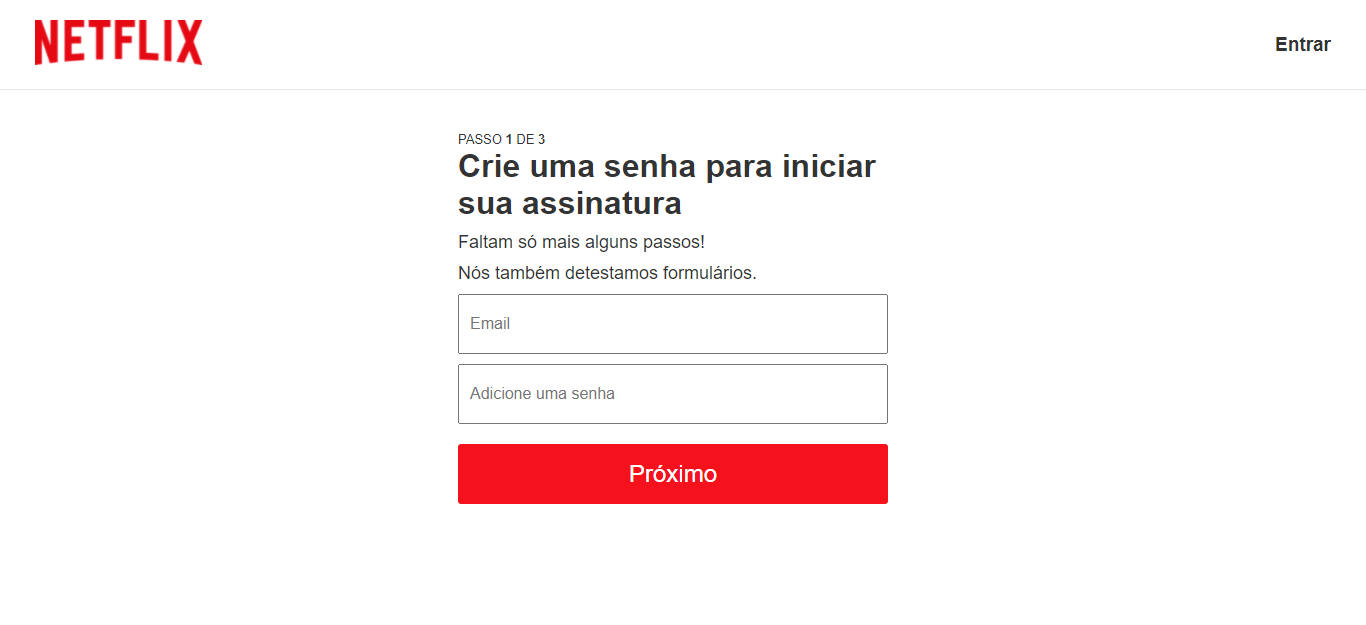 NETFLIX
Entrar
PASSO 1 DE 3
Crie uma senha para iniciar
sua assinatura
Faltam só mais alguns passos!
Nós também detestamos formulários.
Email
Adicione uma senha
Próximo